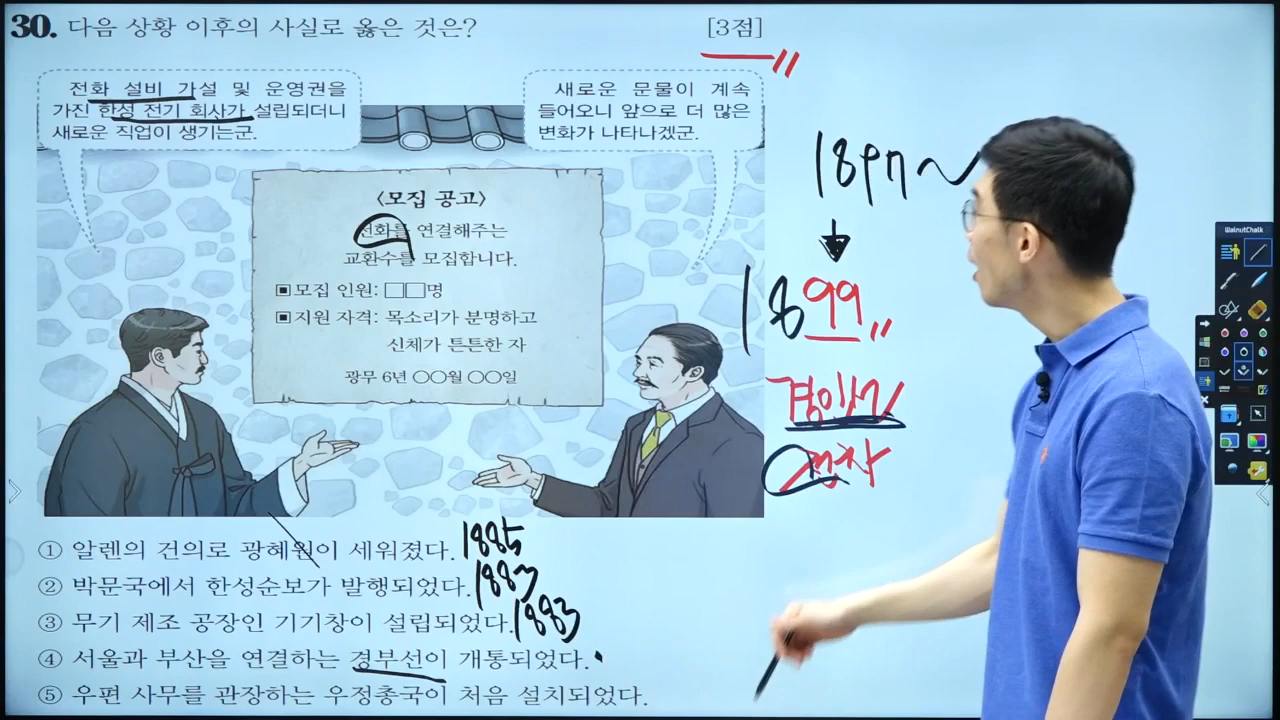 30. 다음 상황 이후의 사실로 옳은 것은? [3점]
전화 설비 가설 및 운영권을
가진 한성 전기 회사가 설립되더니
새로운 직업이 생기는군.
새로운 문물이 계속
들어오니 앞으로 더 많은
변화가 나타나겠군.
〈모집 공고〉
전화를 연결해주는
교환수를 모집합니다.
▣모집 인원: □□명
▣지원 자격: 목소리가 분명하고
신체가 튼튼한 자
광무 6년 ○○월 ○○일
1897~
1899
경인선
전차
① 알렌의 건의로 광혜원이 세워졌다. 1885
② 박문국에서 한성순보가 발행되었다. 1883
③ 무기 제조 공장인 기기창이 설립되었다. 1883
④ 서울과 부산을 연결하는 경부선이 개통되었다.
⑤ 우편 사무를 관장하는 우정총국이 처음 설치되었다.
WalnutChalk